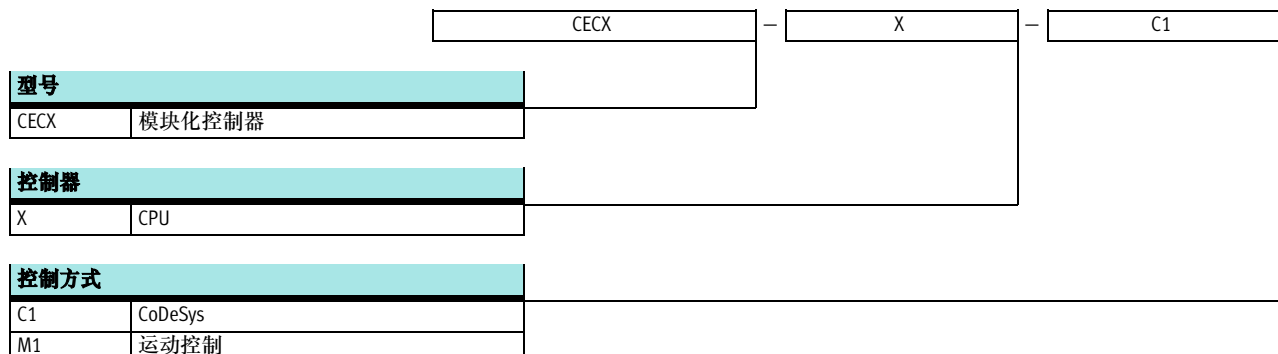 CECX – X – C1
型号
CECX 模块化控制器
控制器
X CPU
控制方式
C1 CoDeSys
M1 运动控制